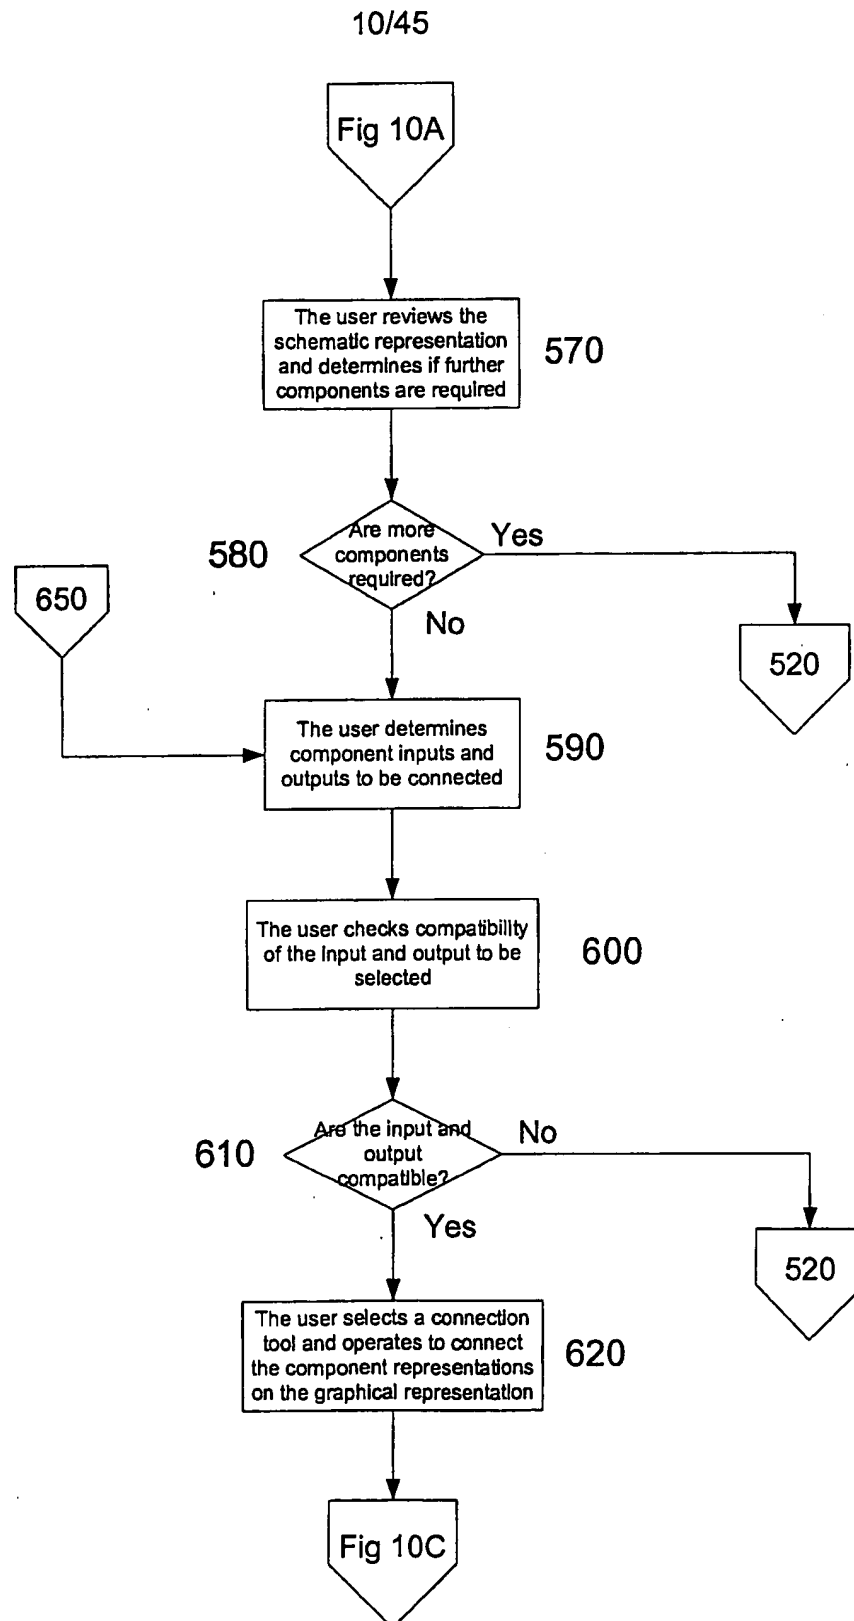 10/45
Fig 10A
The user reviews the
schematic representation
and determines if further
components are required
570
Are more
components
required?
580
Yes
No
650
520
The user determines
component inputs and
outputs to be connected
590
The user checks compatibility
of the input and output to be
selected
600
Are the input and
output
compatible?
610
No
Yes
520
The user selects a connection
tool and operates to connect
the component representations
on the graphical representation
620
Fig 10C